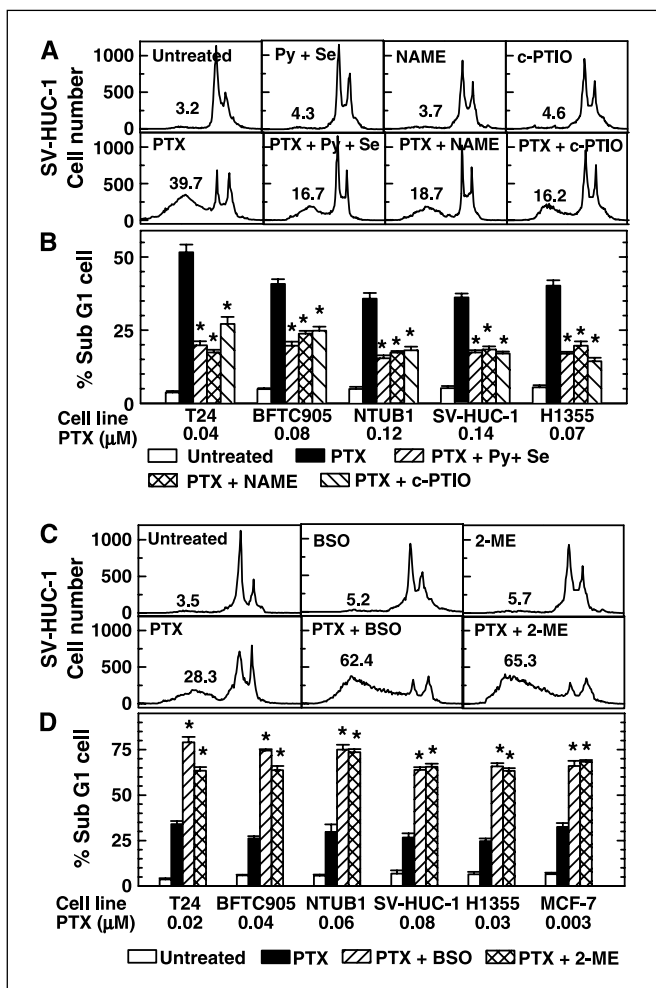 A
SV-HUC-1
Cell number
1000
500
0
Untreated
3.2
Py + Se
4.3
NAME
3.7
c-PTIO
4.6
1000
500
0
PTX
39.7
PTX + Py + Se
16.7
PTX + NAME
18.7
PTX + c-PTIO
16.2
B
% Sub G1 cell
50
25
0
* * *
* * *
* * *
* * *
* * *
Cell line T24 BFTC905 NTUB1 SV-HUC-1 H1355
PTX (µM) 0.04 0.08 0.12 0.14 0.07
Untreated PTX PTX + Py+ Se
PTX + NAME PTX + c-PTIO
C
SV-HUC-1
Cell number
1000
500
0
Untreated
3.5
BSO
5.2
2-ME
5.7
1000
500
0
PTX
28.3
PTX + BSO
62.4
PTX + 2-ME
65.3
D
% Sub G1 cell
75
50
25
0
* *
* *
* *
* *
* *
* *
Cell line T24 BFTC905 NTUB1 SV-HUC-1 H1355 MCF-7
PTX (µM) 0.02 0.04 0.06 0.08 0.03 0.003
Untreated PTX PTX + BSO PTX + 2-ME